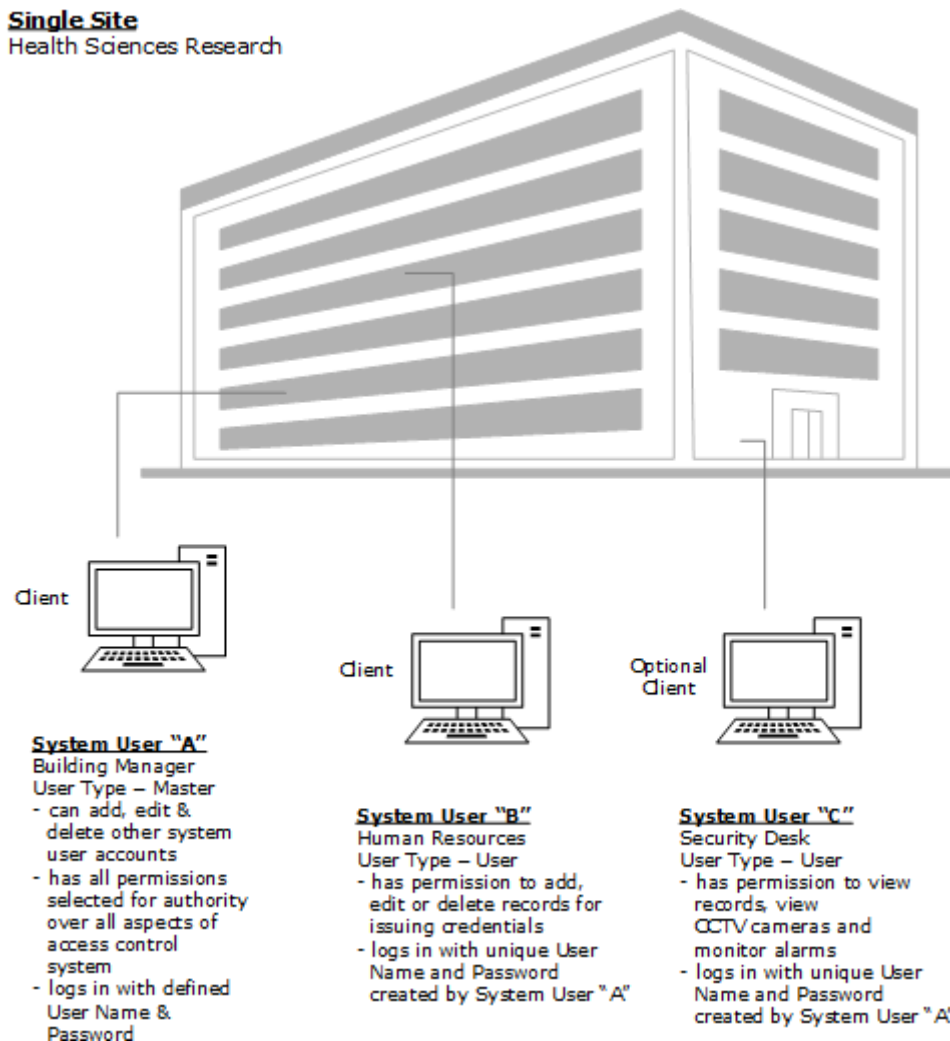 Single Site
Health Sciences Research
Client
Client
Optional
Client
System User “A”
Building Manager
User Type – Master
- can add, edit &
delete other system
user accounts
- has all permissions
selected for authority
over all aspects of
access control
system
- logs in with defined
User Name &
Password
System User “B”
Human Resources
User Type – User
- has permission to add,
edit or delete records for
issuing credentials
- logs in with unique User
Name and Password
created by System User “A”
System User “C”
Security Desk
User Type – User
- has permission to view
records, view
CCTV cameras and
monitor alarms
- logs in with unique User
Name and Password
created by System User “A”